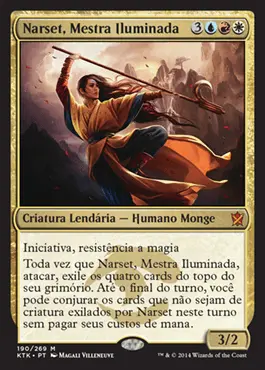 Narset, Mestra Iluminada 3
Criatura Lendária — Humano Monge
Iniciativa, resistência a magia
Toda vez que Narset, Mestra Iluminada,
atacar, exile os quatro cards do topo do
seu grimório. Até o final do turno, você
pode conjurar os cards que não sejam de
criatura exilados por Narset neste turno
sem pagar seus custos de mana.
3/2
190/269 M
KTK • PT MAGALI VILLENEUVE
™ & © 2014 Wizards of the Coast